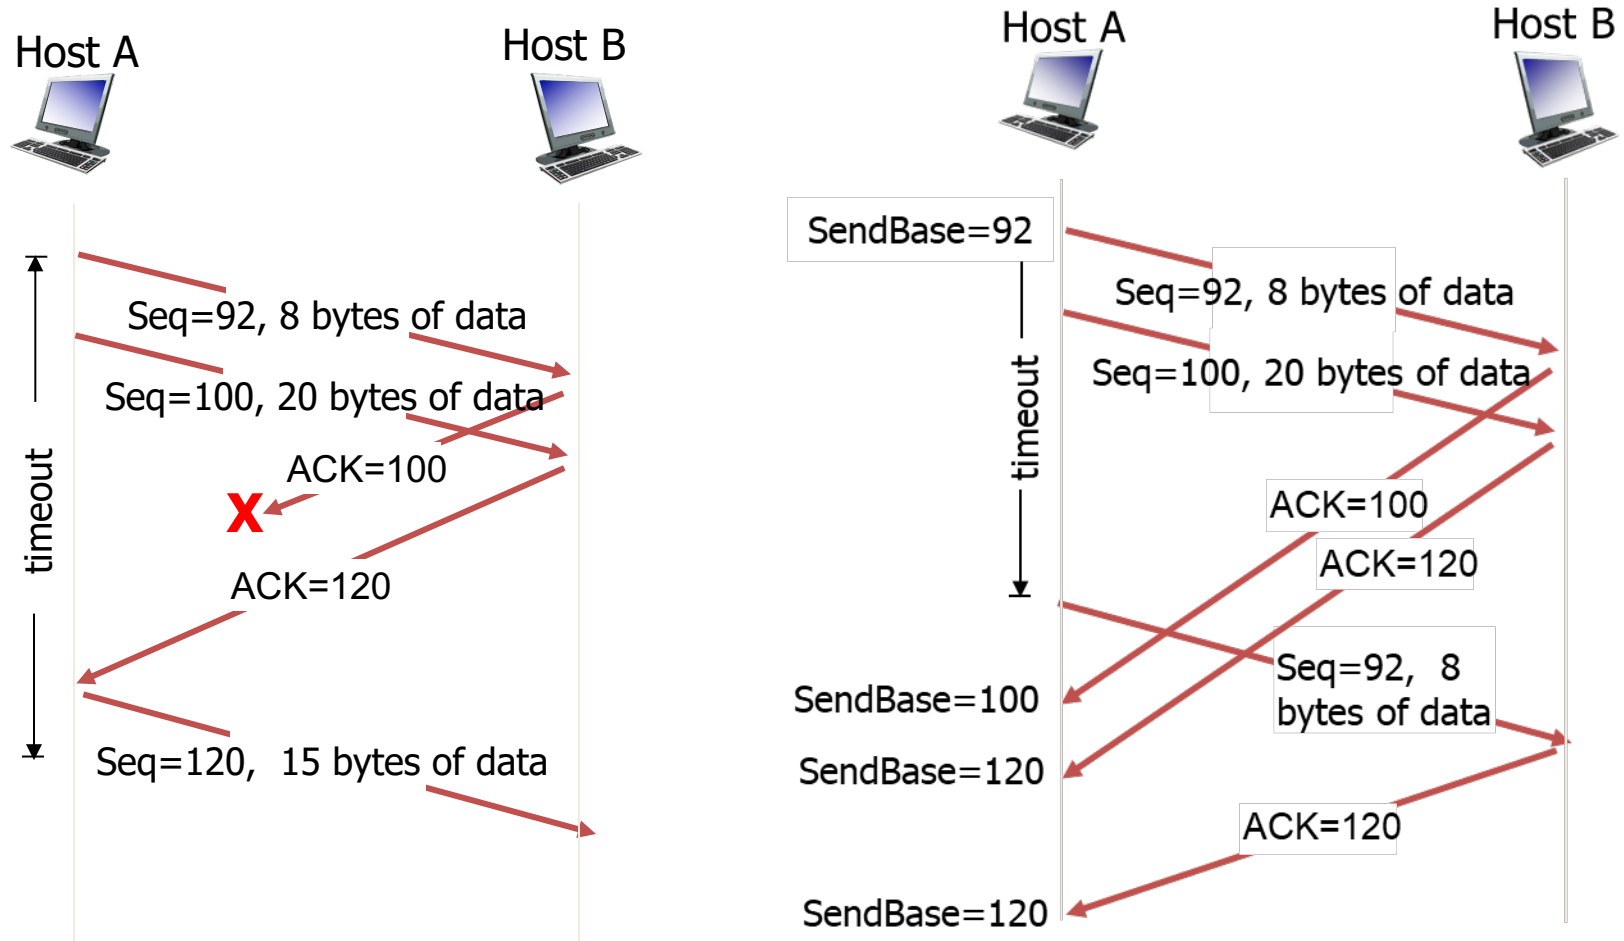 Host A
Host B
Seq=92, 8 bytes of data
Seq=100, 20 bytes of data
ACK=100
X
timeout
ACK=120
Seq=120,  15 bytes of data
Host A
Host B
SendBase=92
Seq=92, 8 bytes of data
Seq=100, 20 bytes of data
timeout
ACK=100
ACK=120
Seq=92,  8
bytes of data
SendBase=100
SendBase=120
ACK=120
SendBase=120